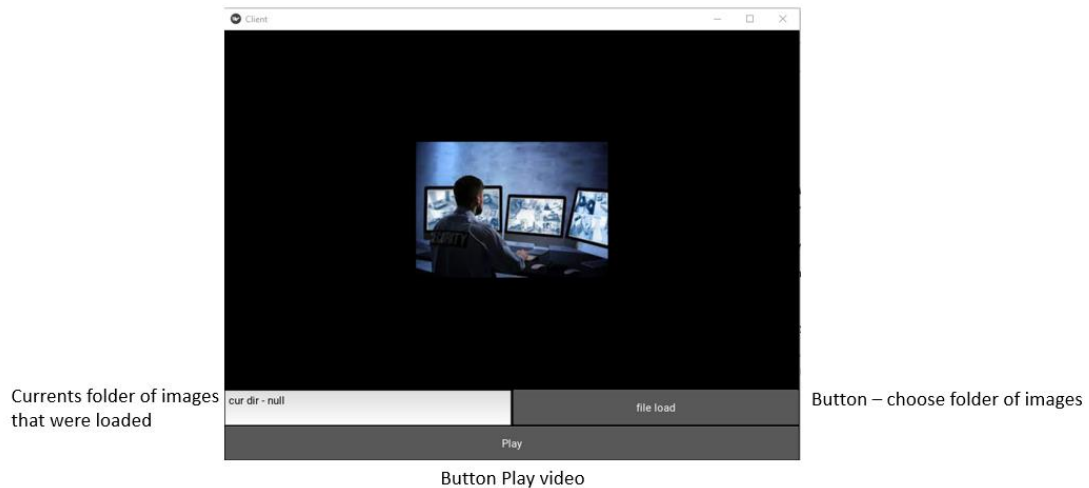 Client
SECURITY
Currents folder of images
that were loaded
cur dir - null
file load
Button – choose folder of images
Play
Button Play video